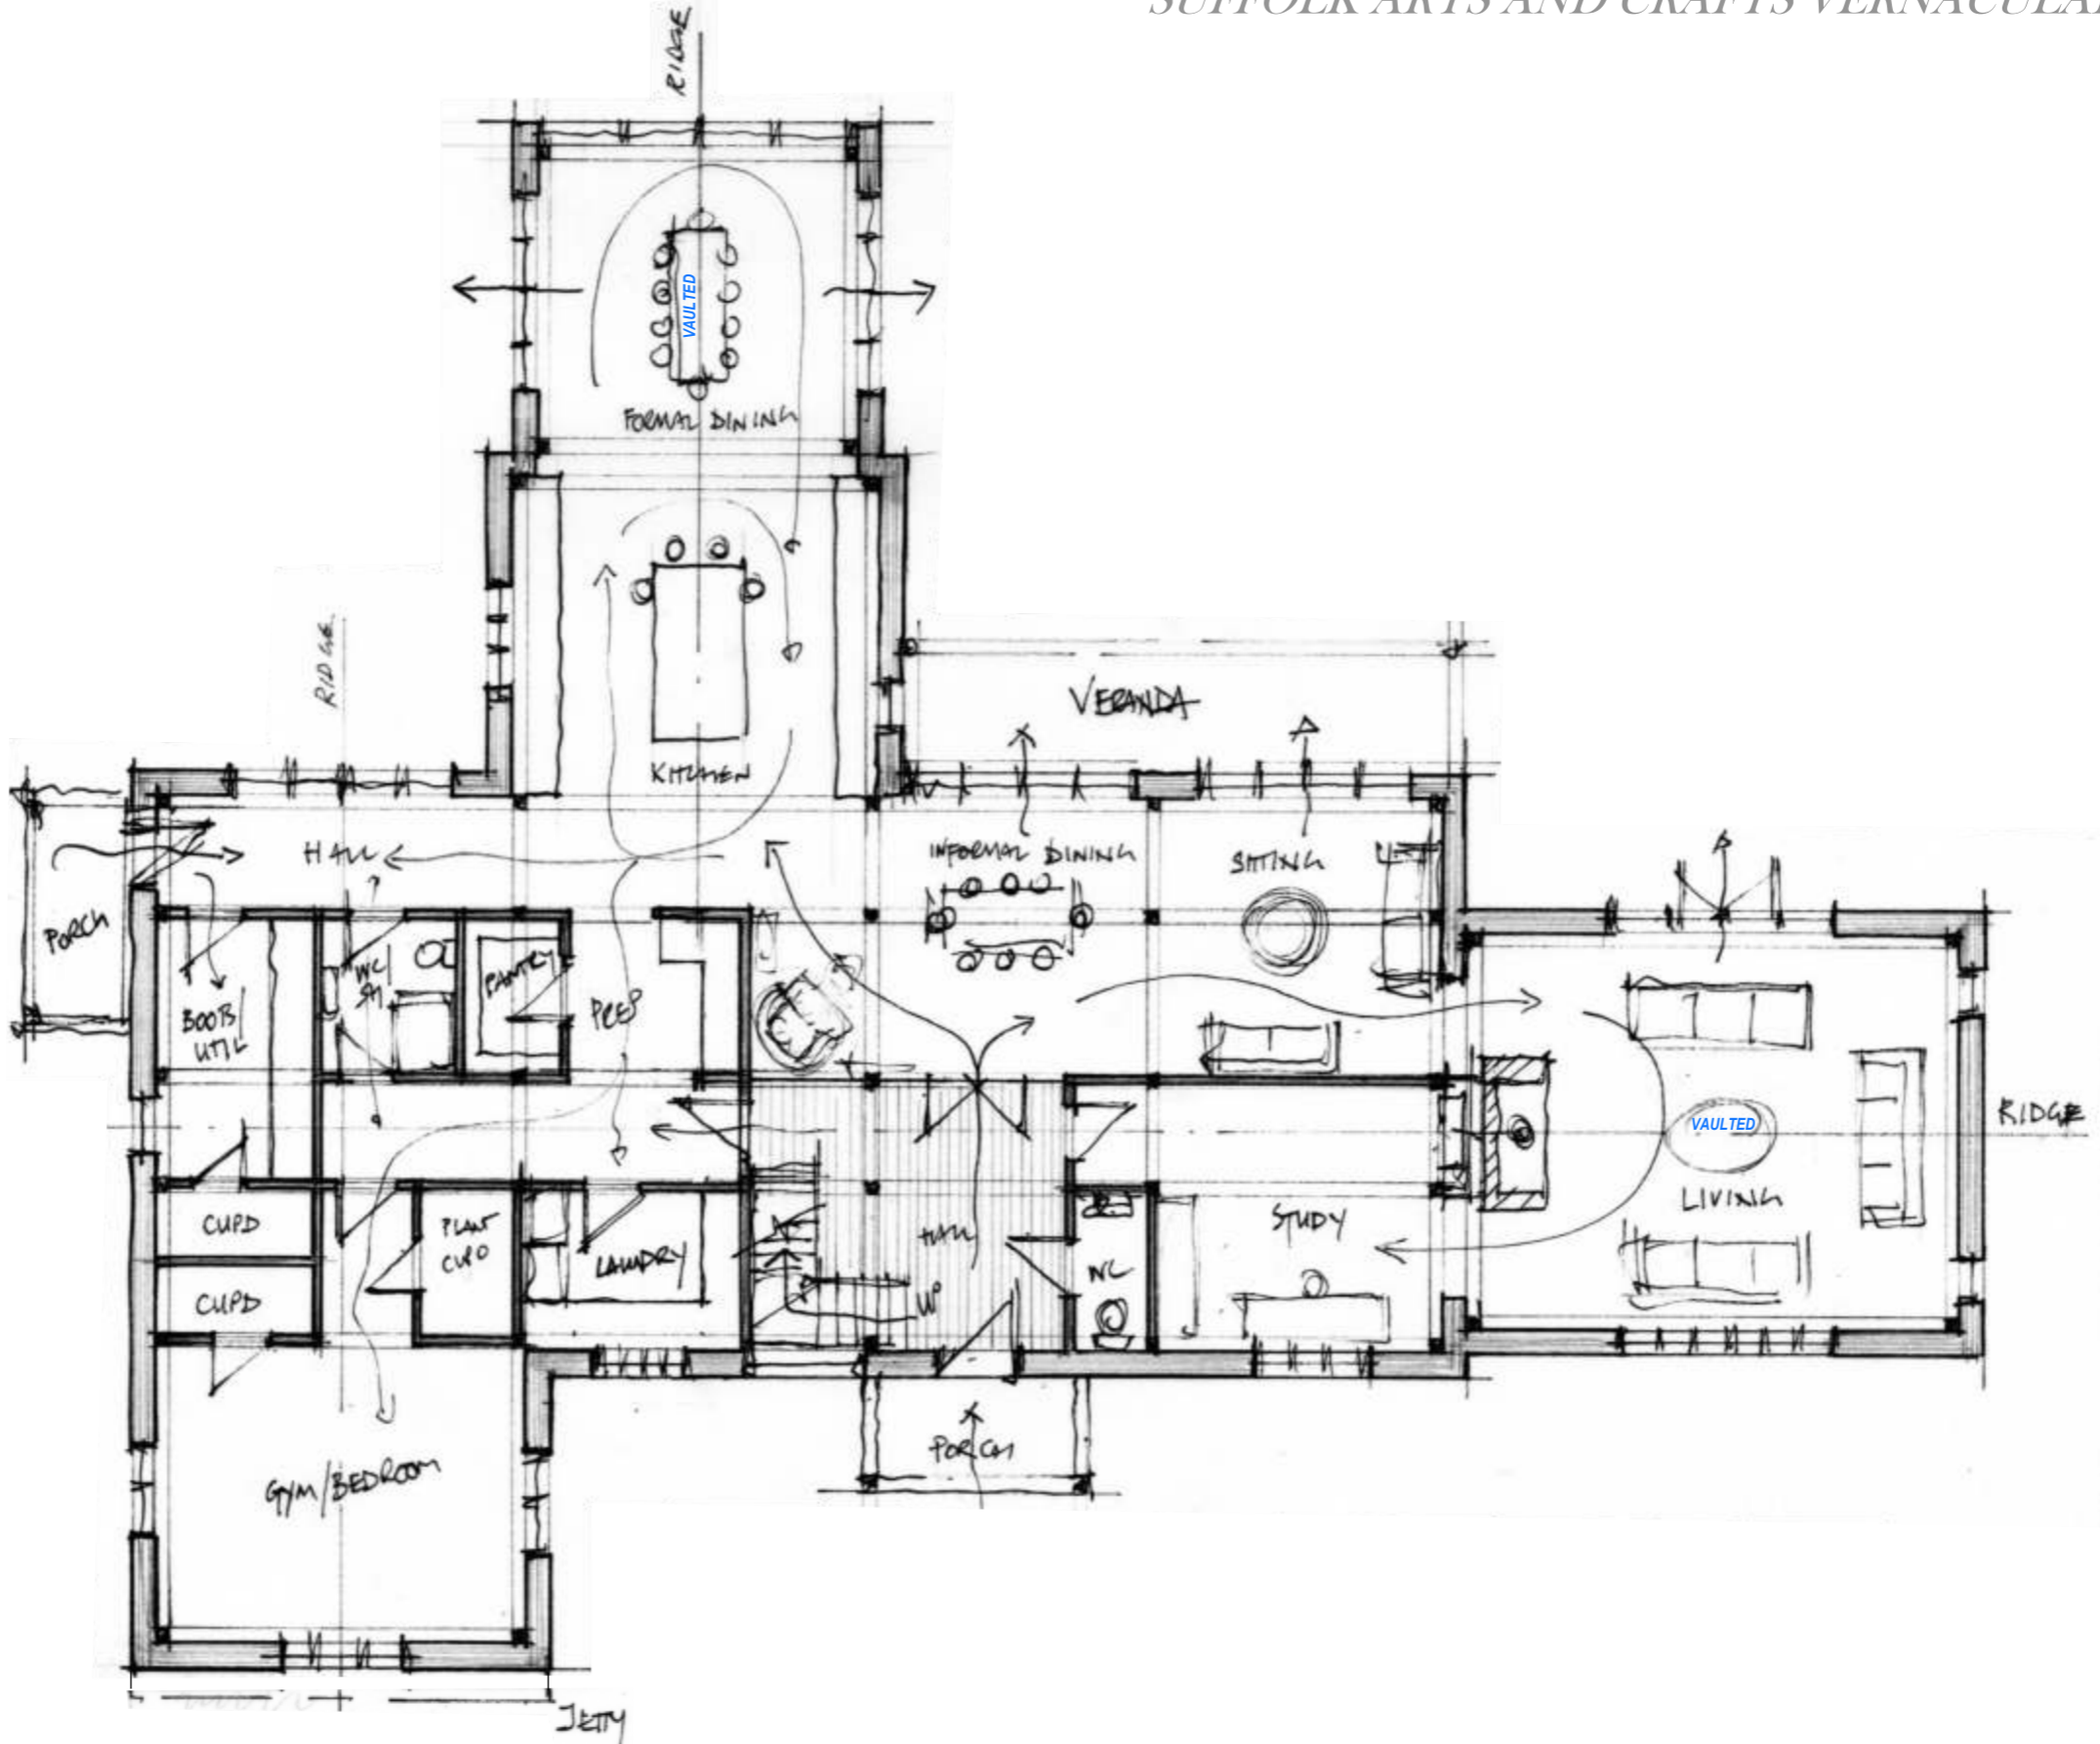 SUFFOLK ARTS AND CRAFTS VERNACULAR
RIDGE
VAULTED
FORMAL DINING
RIDGE
VERANDA
KITCHEN
HALL
INFORMAL DINING
SITTING
PORCH
BOOTS/
UTIL
WC/
PANTRY
PREP
VAULTED
RIDGE
LIVING
CUPD
PLANT
CUPD
LAUNDRY
HALL
UP
WC
STUDY
CUPD
PORCH
GYM/BEDROOM
JETTY